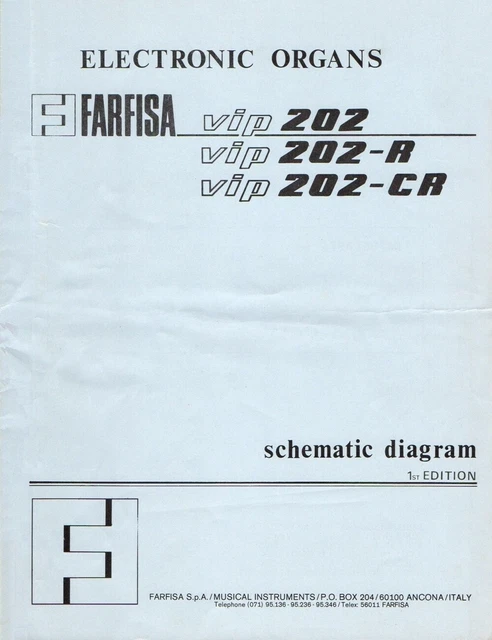 ELECTRONIC ORGANS
FARFISA vip 202
vip 202-R
vip 202-CR
schematic diagram
1ST EDITION
FARFISA S.p.A./MUSICAL INSTRUMENTS/P.O. BOX 204/60100 ANCONA/ITALY
Telephone (071) 95.136-95.236-95.346/Telex: 56011 FARFISA